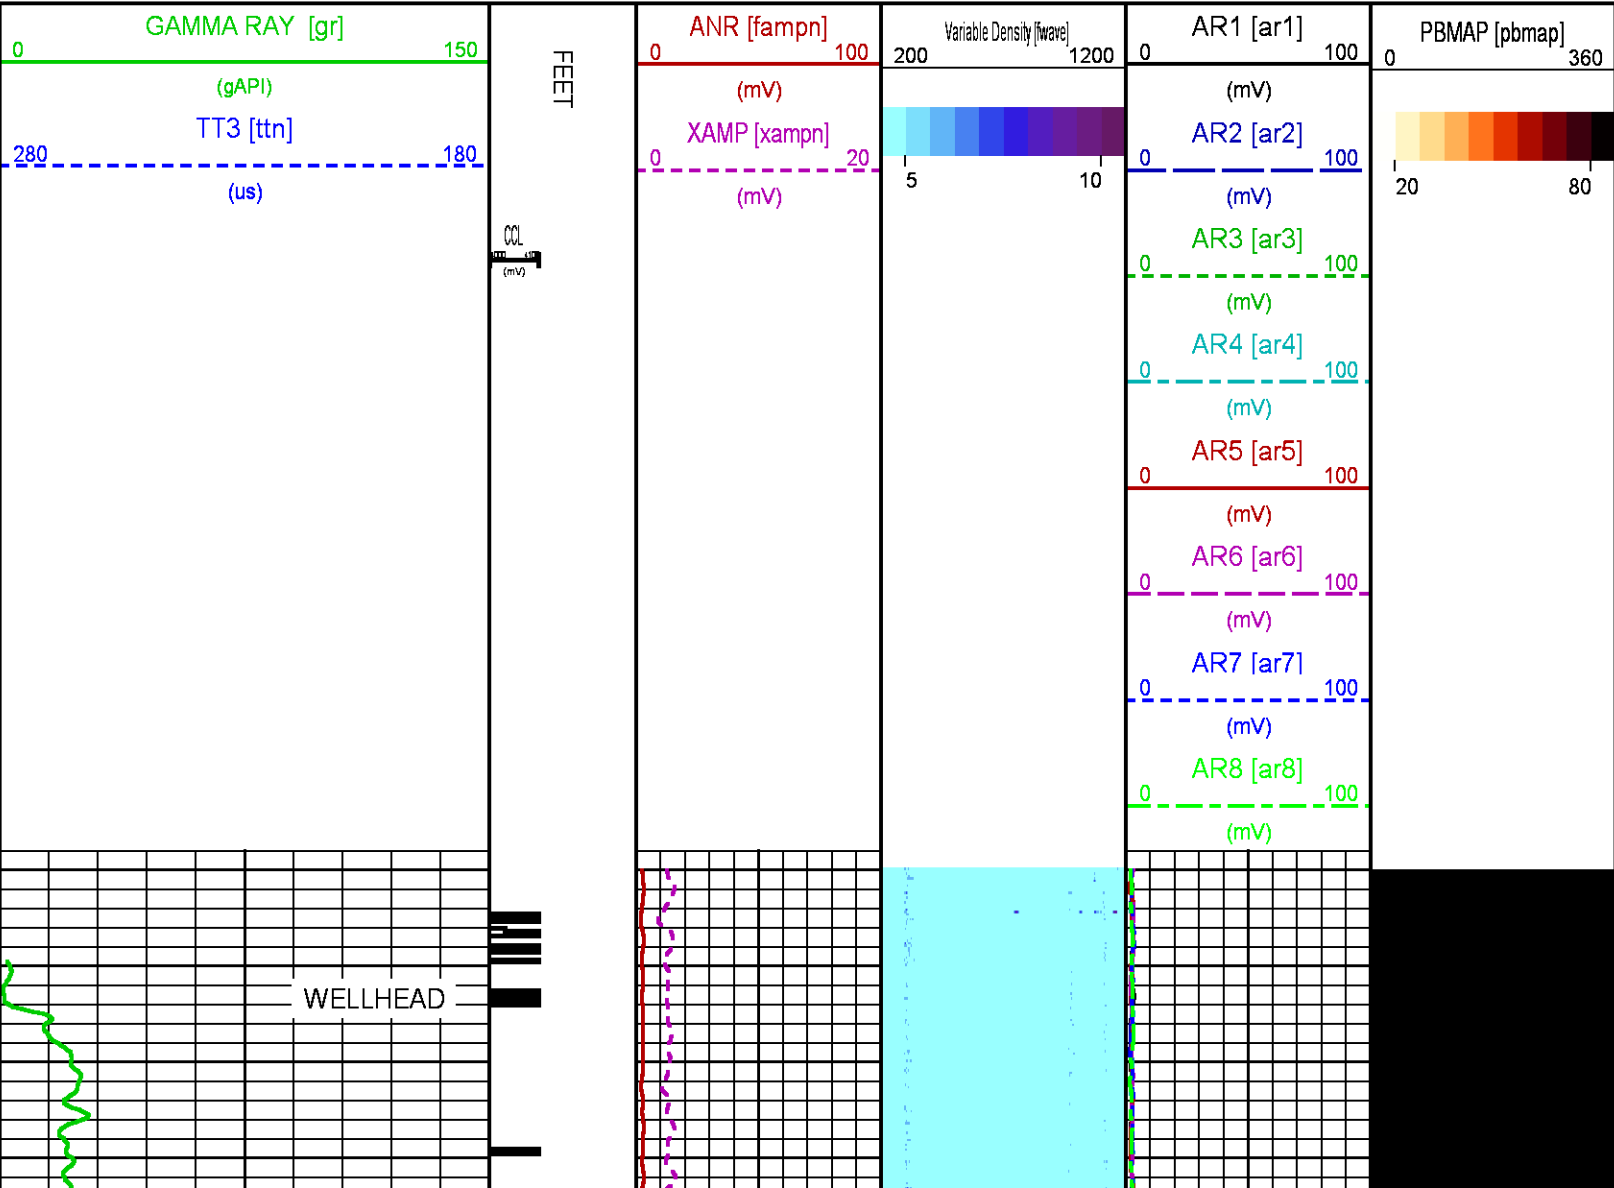 GAMMA RAY [gr]
0 150
(gAPI)
TT3 [ttn]
280 180
(us)
FEET
CCL
(mV)
ANR [fampn]
0 100
(mV)
XAMP [xampn]
0 20
(mV)
Variable Density [fwave]
200 1200
5 10
AR1 [ar1]
0 100
(mV)
AR2 [ar2]
0 100
(mV)
AR3 [ar3]
0 100
(mV)
AR4 [ar4]
0 100
(mV)
AR5 [ar5]
0 100
(mV)
AR6 [ar6]
0 100
(mV)
AR7 [ar7]
0 100
(mV)
AR8 [ar8]
0 100
(mV)
PBMAP [pbmap]
0 360
20 80
WELLHEAD